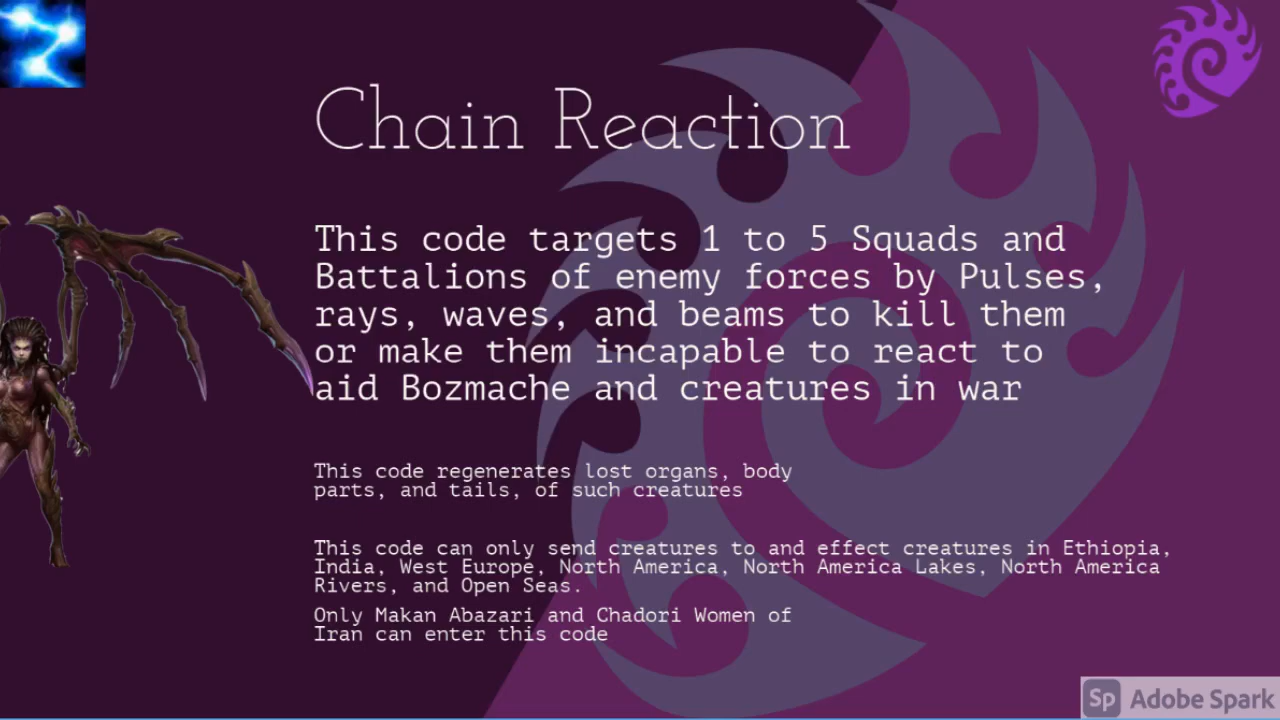 Chain Reaction
This code targets 1 to 5 Squads and
Battalions of enemy forces by Pulses,
rays, waves, and beams to kill them
or make them incapable to react to
aid Bozmache and creatures in war
This code regenerates lost organs, body
parts, and tails, of such creatures
This code can only send creatures to and effect creatures in Ethiopia,
India, West Europe, North America, North America Lakes, North America
Rivers, and Open Seas.
Only Makan Abazari and Chadori Women of
Iran can enter this code
Sp Adobe Spark